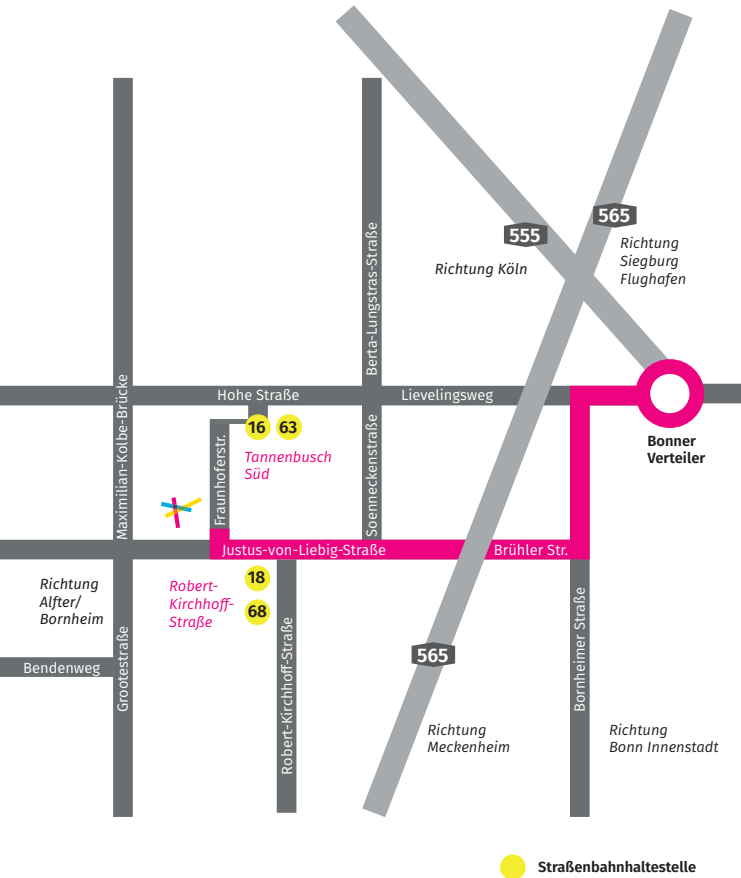 565
555
Richtung
Siegburg
Flughafen
Richtung Köln
Berta-Lungstras-Straße
Maximilian-Kolbe-Brücke
Hohe Straße
Lievelingsweg
16
63
Tannenbusch
Süd
Fraunhoferstr.
Soenneckenstraße
Bonner
Verteiler
Justus-von-Liebig-Straße
Brühler Str.
Richtung
Alfter/
Bornheim
Robert-
Kirchhoff-
Straße
18
68
Bendenweg
Grootestraße
Robert-Kirchhoff-Straße
565
Bornheimer Straße
Richtung
Meckenheim
Richtung
Bonn Innenstadt
Straßenbahnhaltestelle